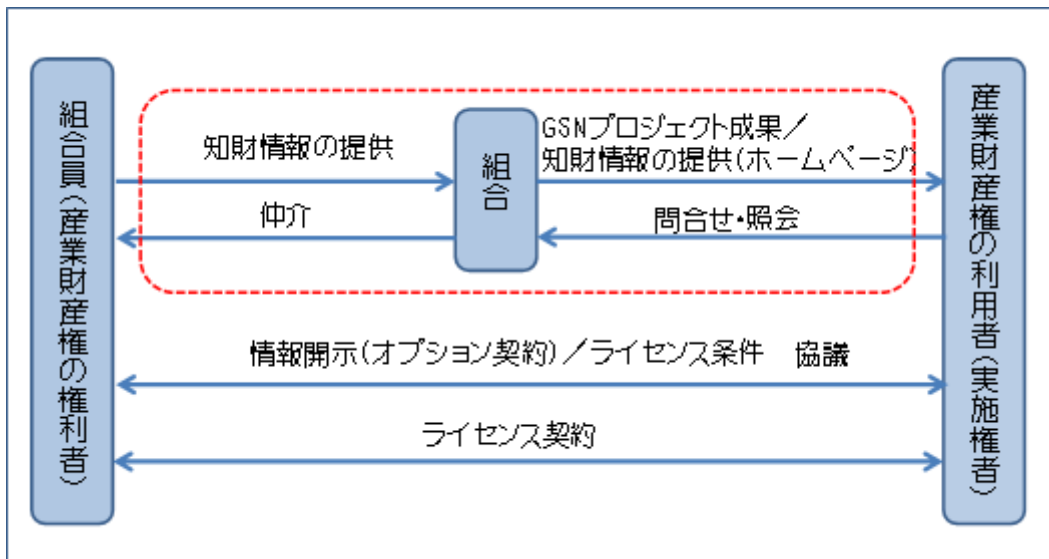 組合員(産業財産権の権利者)
知財情報の提供
仲介
組合
GSNプロジェクト成果/
知財情報の提供(ホームページ)
問合せ・照会
産業財産権の利用者(実施権者)
情報開示(オプション契約)/ライセンス条件 協議
ライセンス契約